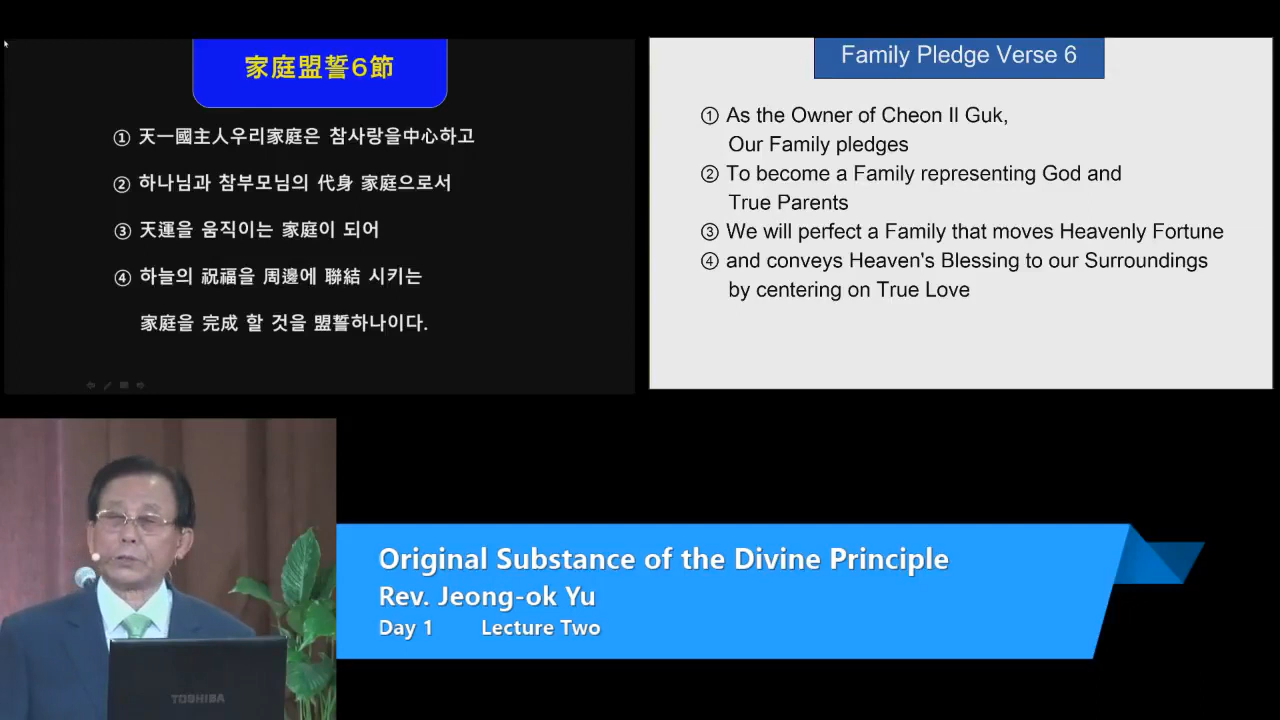 家庭盟誓6節
① 天一國主人우리家庭은 참사랑을中心하고
② 하나님과 참부모님의 代身 家庭으로서
③ 天運을 움직이는 家庭이 되어
④ 하늘의 祝福을 周邊에 聯結 시키는
家庭을 完成 할 것을 盟誓하나이다.
Family Pledge Verse 6
① As the Owner of Cheon Il Guk,
Our Family pledges
② To become a Family representing God and
True Parents
③ We will perfect a Family that moves Heavenly Fortune
④ and conveys Heaven's Blessing to our Surroundings
by centering on True Love
Original Substance of the Divine Principle
Rev. Jeong-ok Yu
Day 1 Lecture Two
TOSHIBA